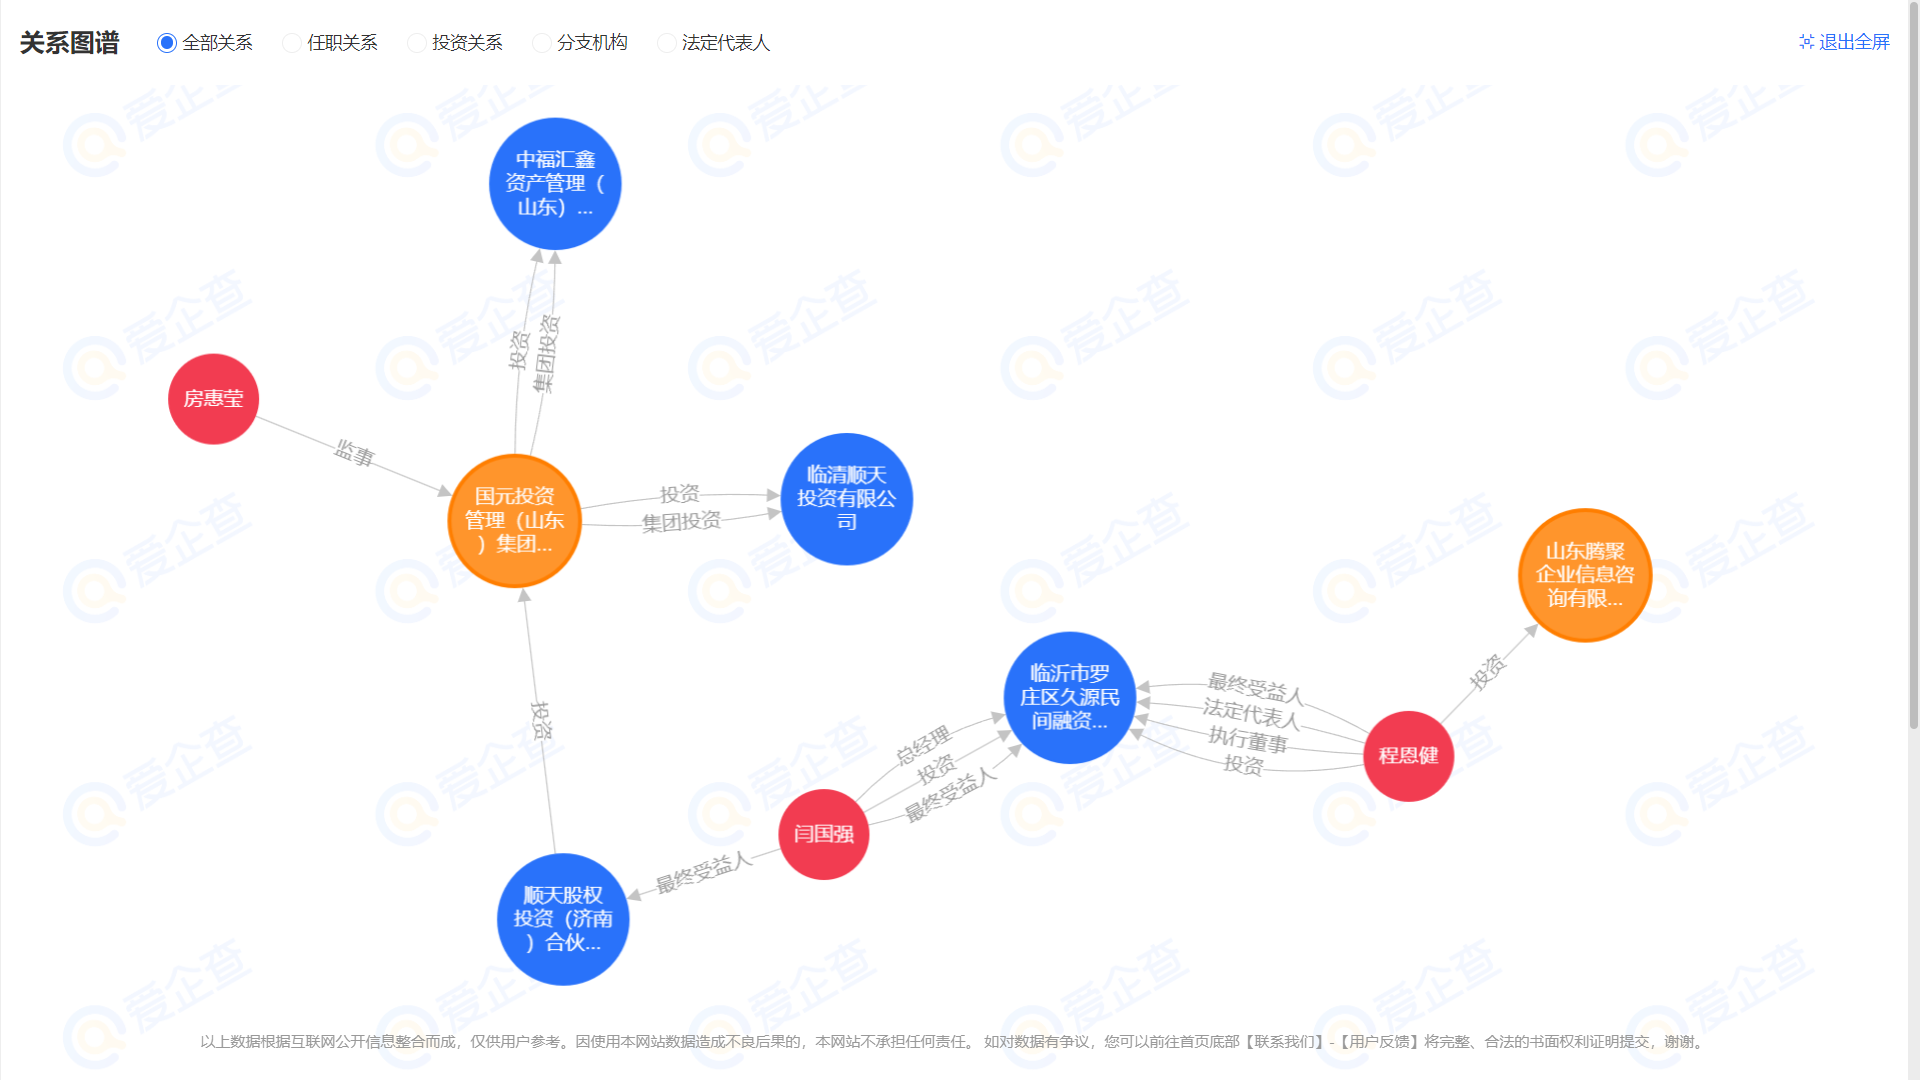 关系图谱
全部关系
任职关系
投资关系
分支机构
法定代表人
退出全屏
中福汇鑫
资产管理（
山东）...
投资
集团投资
房惠莹
监事
国元投资
管理（山东
）集团...
投资
集团投资
临清顺天
投资有限公
司
山东腾聚
企业信息咨
询有限...
投资
临沂市罗
庄区久源民
间融资...
最终受益人
法定代表人
执行董事
投资
程恩健
总经理
投资
最终受益人
闫国强
最终受益人
投资
顺天股权
投资（济南
）合伙...
以上数据根据互联网公开信息整合而成，仅供用户参考。因使用本网站数据造成不良后果的，本网站不承担任何责任。 如对数据有争议，您可以前往首页底部【联系我们】-【用户反馈】将完整、合法的书面权利证明提交，谢谢。
爱企查